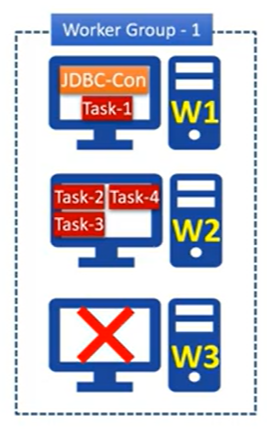 Worker Group - 1
JDBC-Con
Task-1
W1
Task-2 Task-4
Task-3
W2
W3